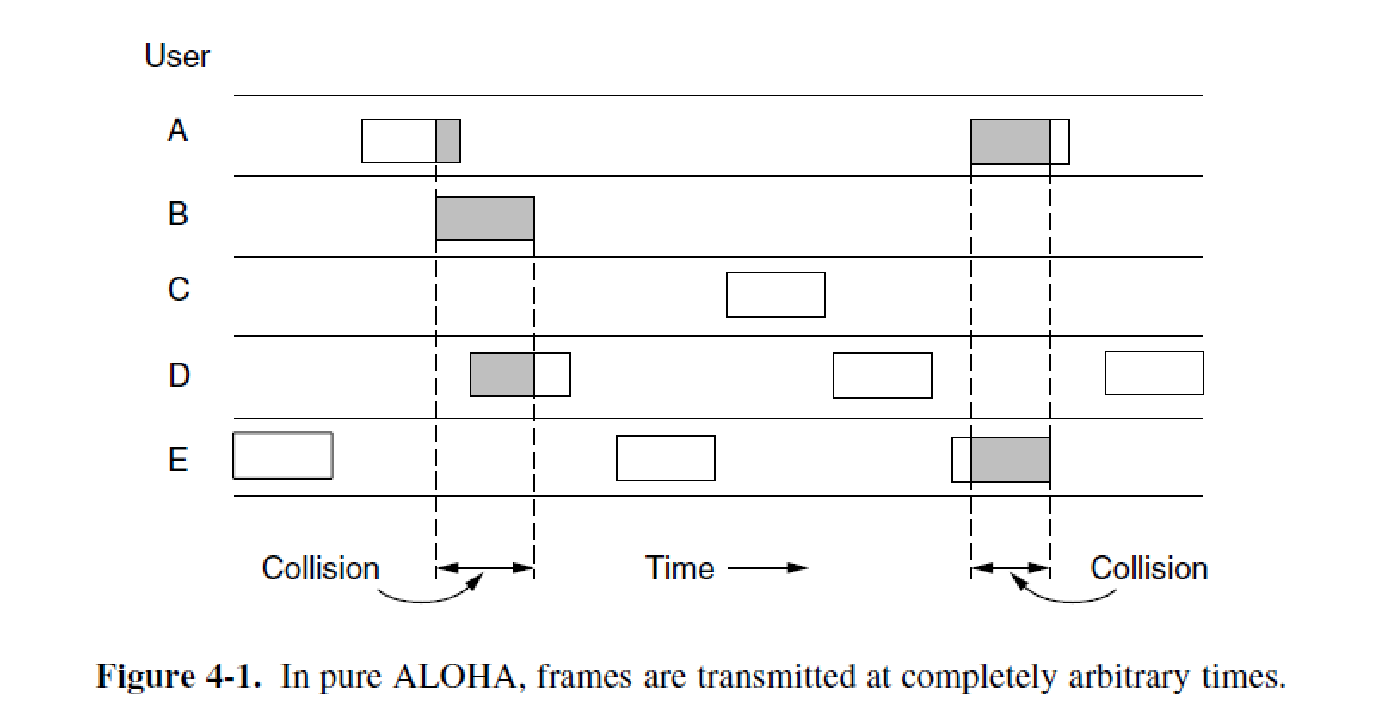 User
A
B
C
D
E
Collision
Time
Collision
Figure 4-1. In pure ALOHA, frames are transmitted at completely arbitrary times.